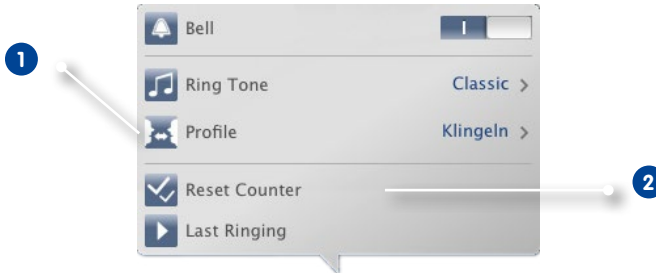 Bell
I
1
Ring Tone Classic >
Profile Klingeln >
Reset Counter
2
Last Ringing